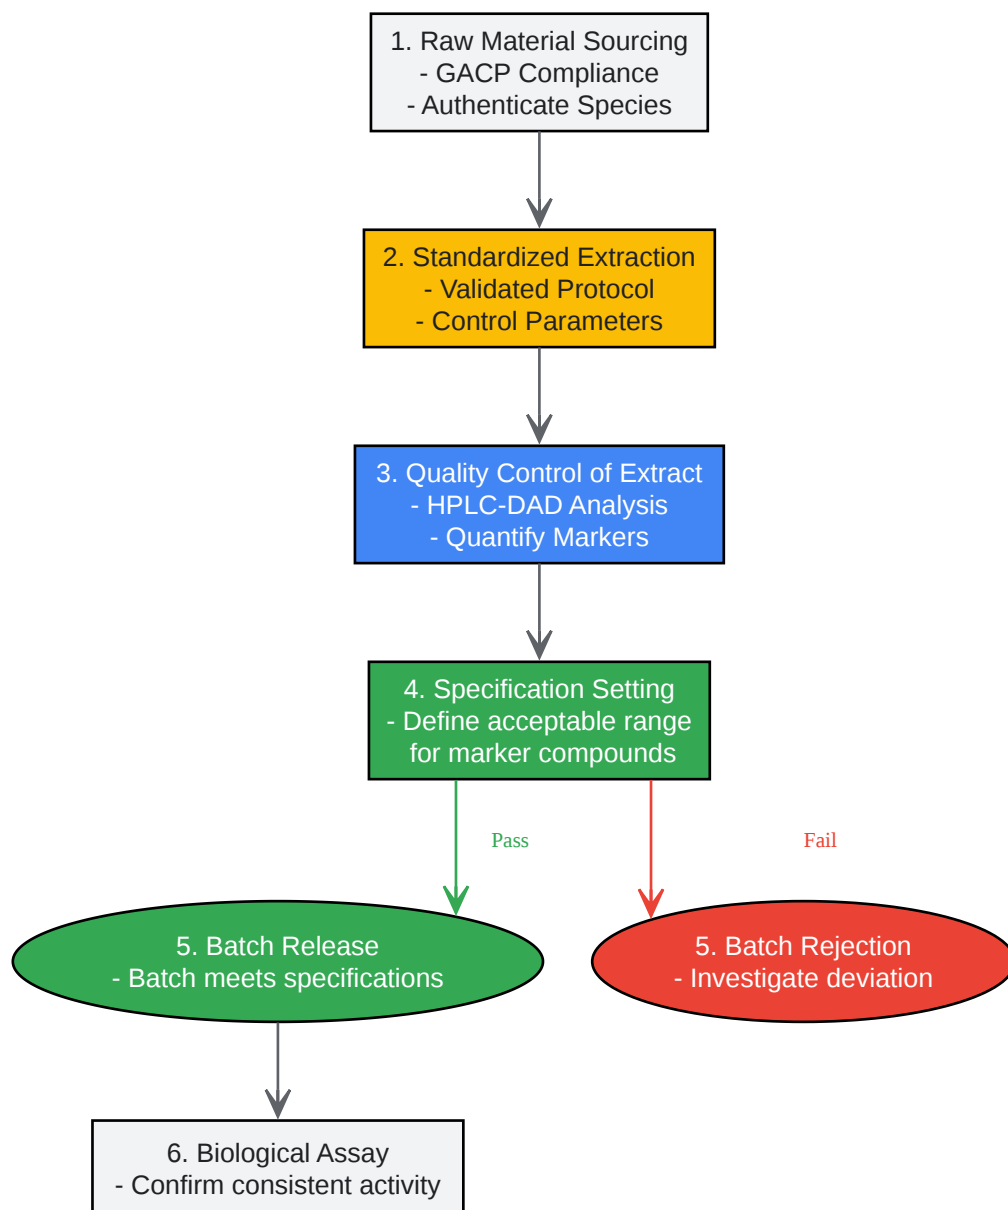 1. Raw Material Sourcing
- GACP Compliance
- Authenticate Species
2. Standardized Extraction
- Validated Protocol
- Control Parameters
3. Quality Control of Extract
- HPLC-DAD Analysis
- Quantify Markers
4. Specification Setting
- Define acceptable range
for marker compounds
Pass
Fail
5. Batch Release
- Batch meets specifications
5. Batch Rejection
- Investigate deviation
6. Biological Assay
- Confirm consistent activity